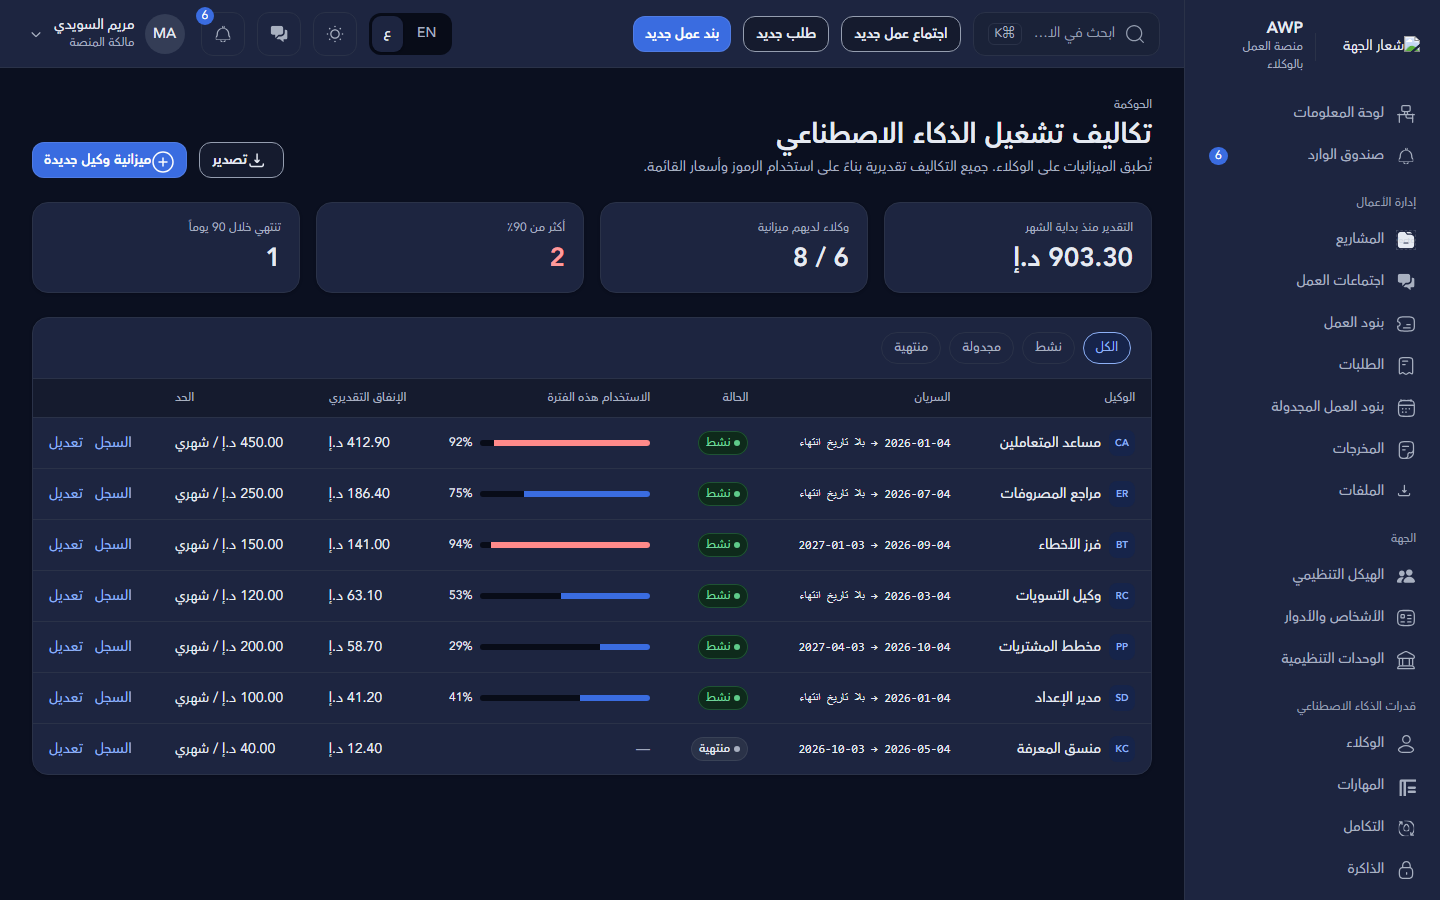 شعار الجهة
AWP
منصة العمل
بالوكلاء
لوحة المعلومات
صندوق الوارد
6
إدارة الأعمال
المشاريع
اجتماعات العمل
بنود العمل
الطلبات
بنود العمل المجدولة
المخرجات
الملفات
الجهة
الهيكل التنظيمي
الأشخاص والأدوار
الوحدات التنظيمية
قدرات الذكاء الاصطناعي
الوكلاء
المهارات
التكامل
الذاكرة
ابحث في الا...
⌘K
اجتماع عمل جديد
طلب جديد
بند عمل جديد
EN
ع
6
MA
مريم السويدي
مالكة المنصة
الحوكمة
تكاليف تشغيل الذكاء الاصطناعي
تُطبق الميزانيات على الوكلاء. جميع التكاليف تقديرية بناءً على استخدام الرموز وأسعار القائمة.
تصدير
ميزانية وكيل جديدة
التقدير منذ بداية الشهر
903.30 د.إ
وكلاء لديهم ميزانية
6 / 8
أكثر من 90٪
2
تنتهي خلال 90 يوماً
1
الكل
نشط
مجدولة
منتهية
الوكيل السريان الحالة الاستخدام هذه الفترة الإنفاق التقديري الحد
CA مساعد المتعاملين 2026-01-04 → بلا تاريخ انتهاء نشط 92% 412.90 د.إ 450.00 د.إ / شهري السجل تعديل
ER مراجع المصروفات 2026-07-04 → بلا تاريخ انتهاء نشط 75% 186.40 د.إ 250.00 د.إ / شهري السجل تعديل
BT فرز الأخطاء 2026-09-04 → 2027-01-03 نشط 94% 141.00 د.إ 150.00 د.إ / شهري السجل تعديل
RC وكيل التسويات 2026-03-04 → بلا تاريخ انتهاء نشط 53% 63.10 د.إ 120.00 د.إ / شهري السجل تعديل
PP مخطط المشتريات 2026-10-04 → 2027-04-03 نشط 29% 58.70 د.إ 200.00 د.إ / شهري السجل تعديل
SD مدير الإعداد 2026-01-04 → بلا تاريخ انتهاء نشط 41% 41.20 د.إ 100.00 د.إ / شهري السجل تعديل
KC منسق المعرفة 2026-05-04 → 2026-10-03 منتهية — 12.40 د.إ 40.00 د.إ / شهري السجل تعديل